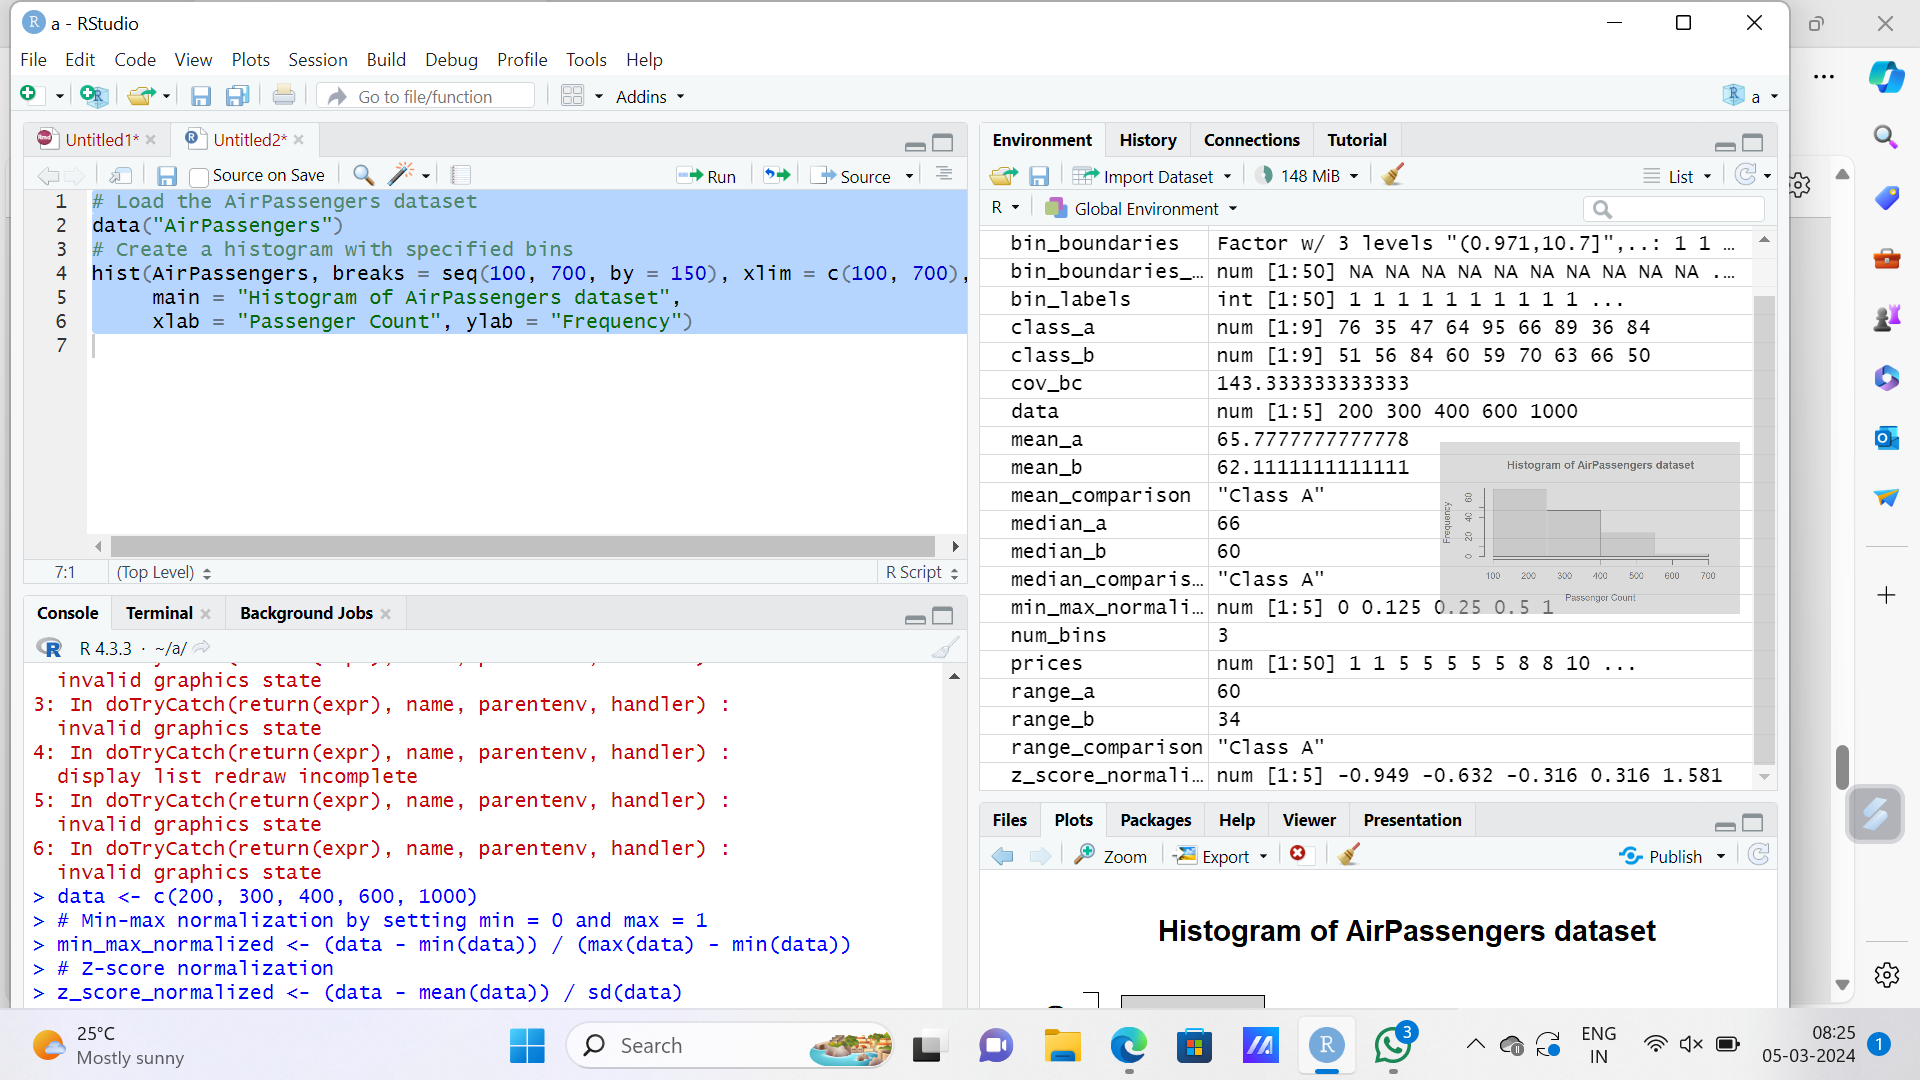 a - RStudio
File Edit Code View Plots Session Build Debug Profile Tools Help
Go to file/function Addins a
Untitled1* Untitled2*
Source on Save Run Source
1 # Load the AirPassengers dataset
2 data("AirPassengers")
3 # Create a histogram with specified bins
4 hist(AirPassengers, breaks = seq(100, 700, by = 150), xlim = c(100, 700),
5 main = "Histogram of AirPassengers dataset",
6 xlab = "Passenger Count", ylab = "Frequency")
7
7:1 (Top Level) R Script
Console Terminal Background Jobs
R 4.3.3 · ~/a/
invalid graphics state
3: In doTryCatch(return(expr), name, parentenv, handler) :
invalid graphics state
4: In doTryCatch(return(expr), name, parentenv, handler) :
display list redraw incomplete
5: In doTryCatch(return(expr), name, parentenv, handler) :
invalid graphics state
6: In doTryCatch(return(expr), name, parentenv, handler) :
invalid graphics state
> data <- c(200, 300, 400, 600, 1000)
> # Min-max normalization by setting min = 0 and max = 1
> min_max_normalized <- (data - min(data)) / (max(data) - min(data))
> # Z-score normalization
> z_score_normalized <- (data - mean(data)) / sd(data)
Environment History Connections Tutorial
Import Dataset 148 MiB List
R Global Environment
bin_boundaries Factor w/ 3 levels "(0.971,10.7]",..: 1 1 …
bin_boundaries_… num [1:50] NA NA NA NA NA NA NA NA NA NA .…
bin_labels int [1:50] 1 1 1 1 1 1 1 1 1 1 ...
class_a num [1:9] 76 35 47 64 95 66 89 36 84
class_b num [1:9] 51 56 84 60 59 70 63 66 50
cov_bc 143.333333333333
data num [1:5] 200 300 400 600 1000
mean_a 65.7777777777778
mean_b 62.1111111111111
mean_comparison "Class A"
median_a 66
median_b 60
median_comparis… "Class A"
min_max_normali… num [1:5] 0 0.125 0.25 0.5 1
num_bins 3
prices num [1:50] 1 1 5 5 5 5 5 8 8 10 ...
range_a 60
range_b 34
range_comparison "Class A"
z_score_normali… num [1:5] -0.949 -0.632 -0.316 0.316 1.581
Histogram of AirPassengers dataset
Frequency
0 20 40 60
100 200 300 400 500 600 700
Passenger Count
Files Plots Packages Help Viewer Presentation
Zoom Export Publish
Histogram of AirPassengers dataset
25°C
Mostly sunny
Search
3
ENG
IN
08:25
05-03-2024
1